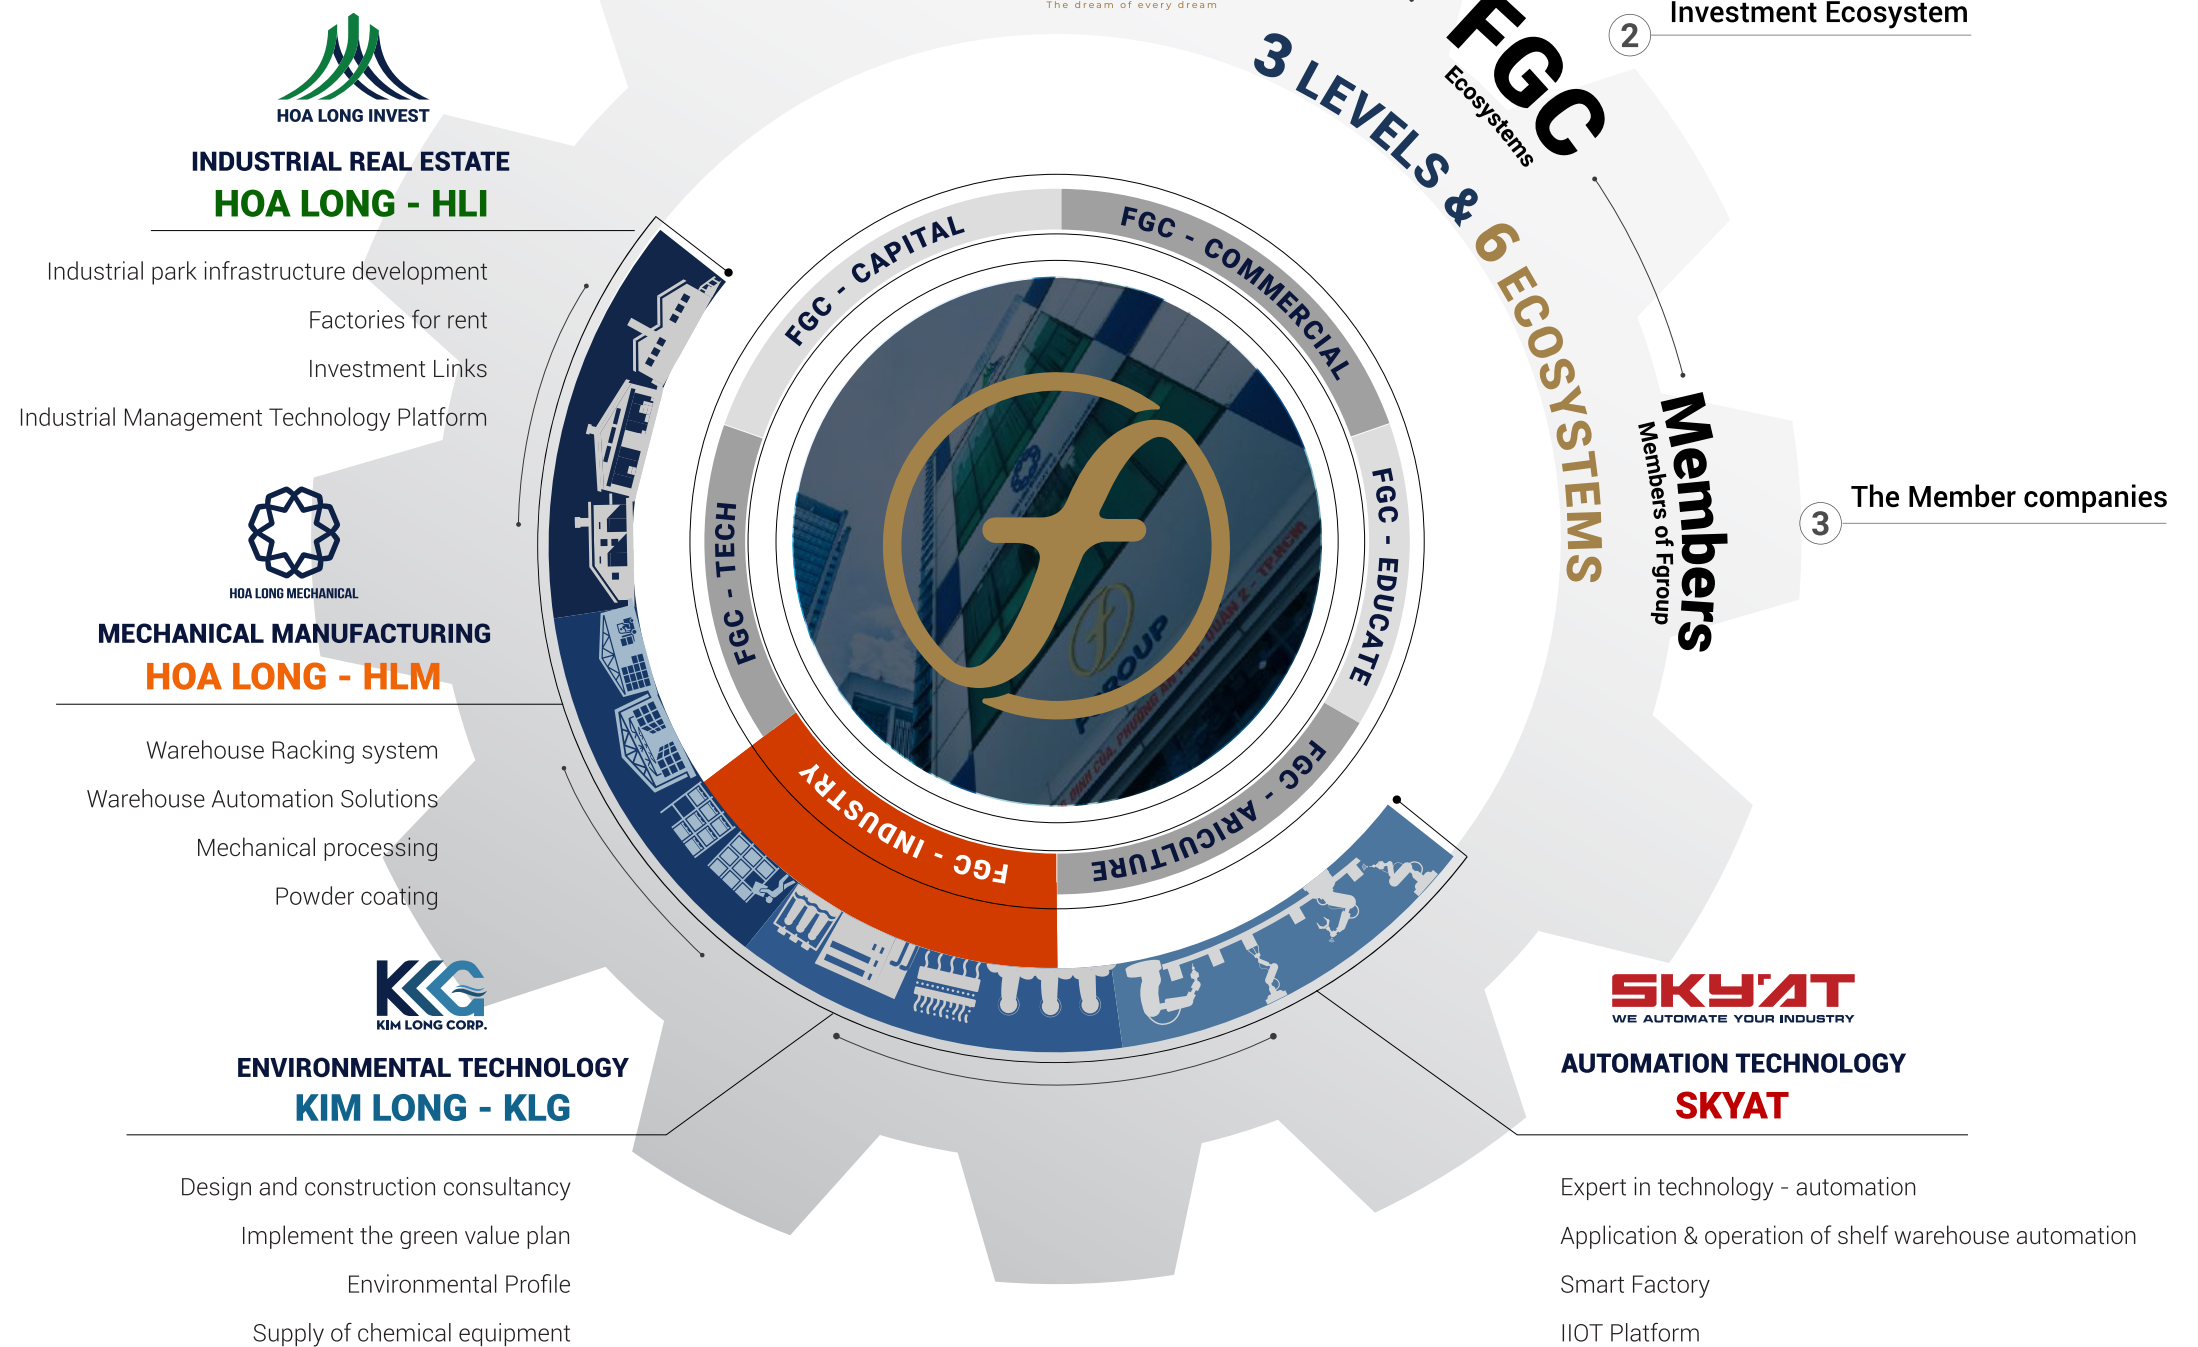 The dream of every dream
Investment Ecosystem
2
FGC
Ecosystems
3 LEVELS & 6 ECOSYSTEMS
Members
Members of Fgroup
3
The Member companies
HOA LONG INVEST
INDUSTRIAL REAL ESTATE
HOA LONG - HLI
Industrial park infrastructure development
Factories for rent
Investment Links
Industrial Management Technology Platform
HOA LONG MECHANICAL
MECHANICAL MANUFACTURING
HOA LONG - HLM
Warehouse Racking system
Warehouse Automation Solutions
Mechanical processing
Powder coating
KLG
KIM LONG CORP.
ENVIRONMENTAL TECHNOLOGY
KIM LONG - KLG
Design and construction consultancy
Implement the green value plan
Environmental Profile
Supply of chemical equipment
FGC - CAPITAL
FGC - COMMERCIAL
FGC - EDUCATE
FGC - ARICULTURE
FGC - INDUSTRY
FGC - TECH
f
FGROUP
QUAN 2 - TP.HCM
SKYAT
WE AUTOMATE YOUR INDUSTRY
AUTOMATION TECHNOLOGY
SKYAT
Expert in technology - automation
Application & operation of shelf warehouse automation
Smart Factory
IIOT Platform